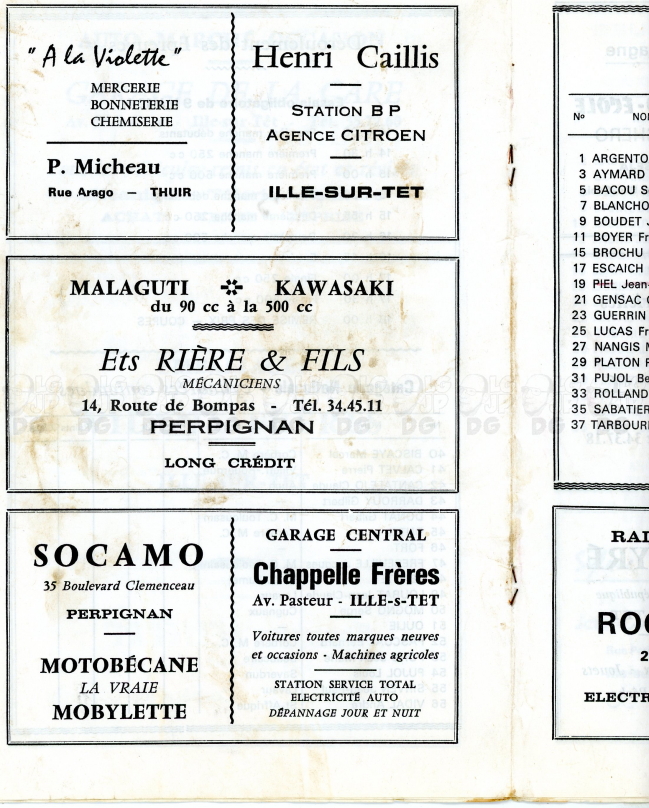 " A la Violette "
MERCERIE
BONNETERIE
CHEMISERIE
P. Micheau
Rue Arago — THUIR
Henri Caillis
STATION B P
AGENCE CITROEN
ILLE-SUR-TET
MALAGUTI KAWASAKI
du 90 cc à la 500 cc
Ets RIÈRE & FILS
MÉCANICIENS
14, Route de Bompas - Tél. 34.45.11
PERPIGNAN
LONG CRÉDIT
SOCAMO
35 Boulevard Clemenceau
PERPIGNAN
MOTOBÉCANE
LA VRAIE
MOBYLETTE
GARAGE CENTRAL
Chappelle Frères
Av. Pasteur - ILLE-s-TET
Voitures toutes marques neuves
et occasions - Machines agricoles
STATION SERVICE TOTAL
ELECTRICITÉ AUTO
DÉPANNAGE JOUR ET NUIT
Nº NO
1 ARGENTO
3 AYMARD
5 BACOU S
7 BLANCHO
9 BOUDET J
11 BOYER Fr
15 BROCHU
17 ESCAICH
19 PIEL Jean-
21 GENSAC
23 GUERRIN
25 LUCAS Fr
27 NANGIS
29 PLATON
31 PUJOL Be
33 ROLLAND
35 SABATIER
37 TARBOUR
RA
RO
2
ELECTR